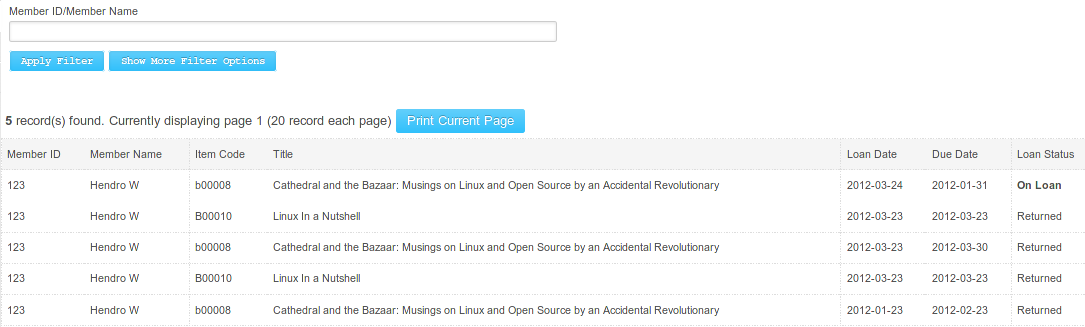 Member ID/Member Name
Apply Filter Show More Filter Options
5 record(s) found. Currently displaying page 1 (20 record each page) Print Current Page
Member ID Member Name Item Code Title Loan Date Due Date Loan Status
123 Hendro W b00008 Cathedral and the Bazaar: Musings on Linux and Open Source by an Accidental Revolutionary 2012-03-24 2012-01-31 On Loan
123 Hendro W B00010 Linux In a Nutshell 2012-03-23 2012-03-23 Returned
123 Hendro W b00008 Cathedral and the Bazaar: Musings on Linux and Open Source by an Accidental Revolutionary 2012-03-23 2012-03-30 Returned
123 Hendro W B00010 Linux In a Nutshell 2012-03-23 2012-03-23 Returned
123 Hendro W b00008 Cathedral and the Bazaar: Musings on Linux and Open Source by an Accidental Revolutionary 2012-01-23 2012-02-23 Returned